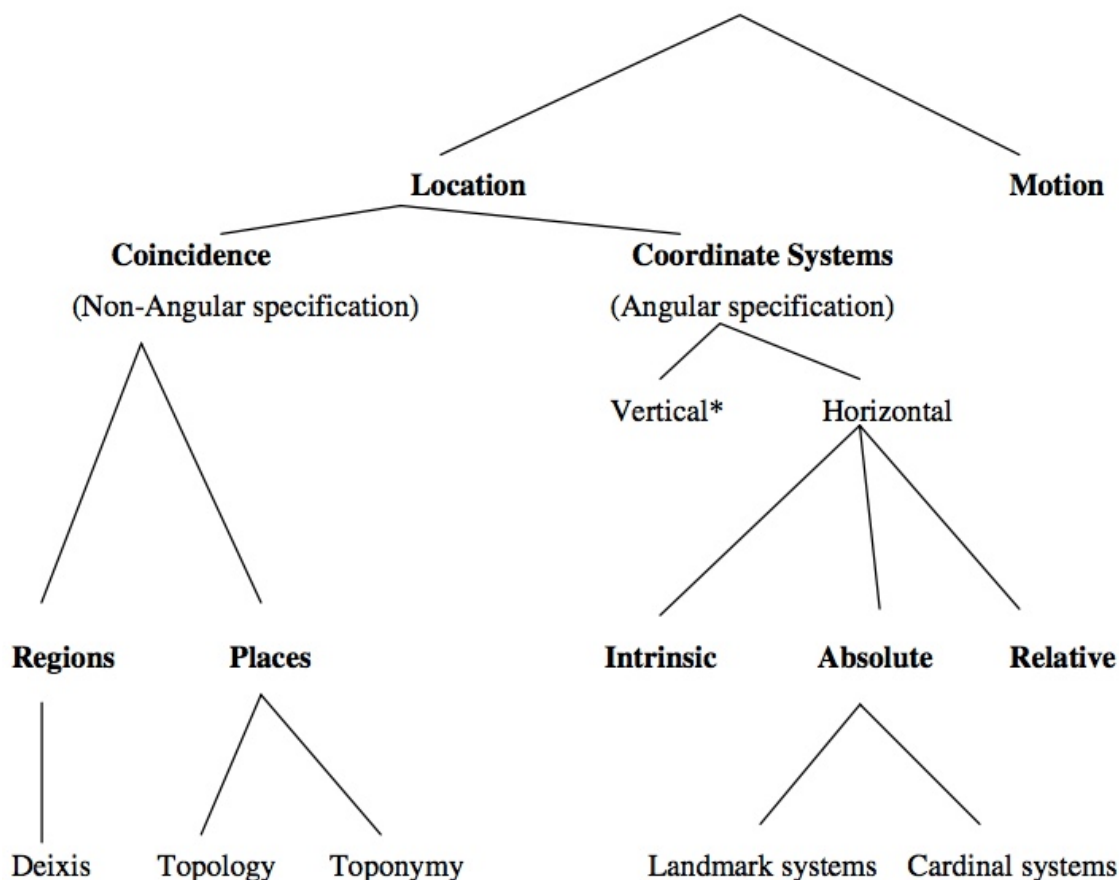 Location Motion
Coincidence Coordinate Systems
(Non-Angular specification) (Angular specification)
Vertical* Horizontal
Regions Places Intrinsic Absolute Relative
Deixis Topology Toponymy Landmark systems Cardinal systems